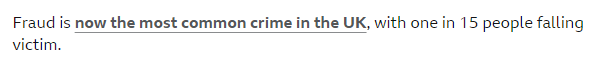 Fraud is now the most common crime in the UK, with one in 15 people falling
victim.